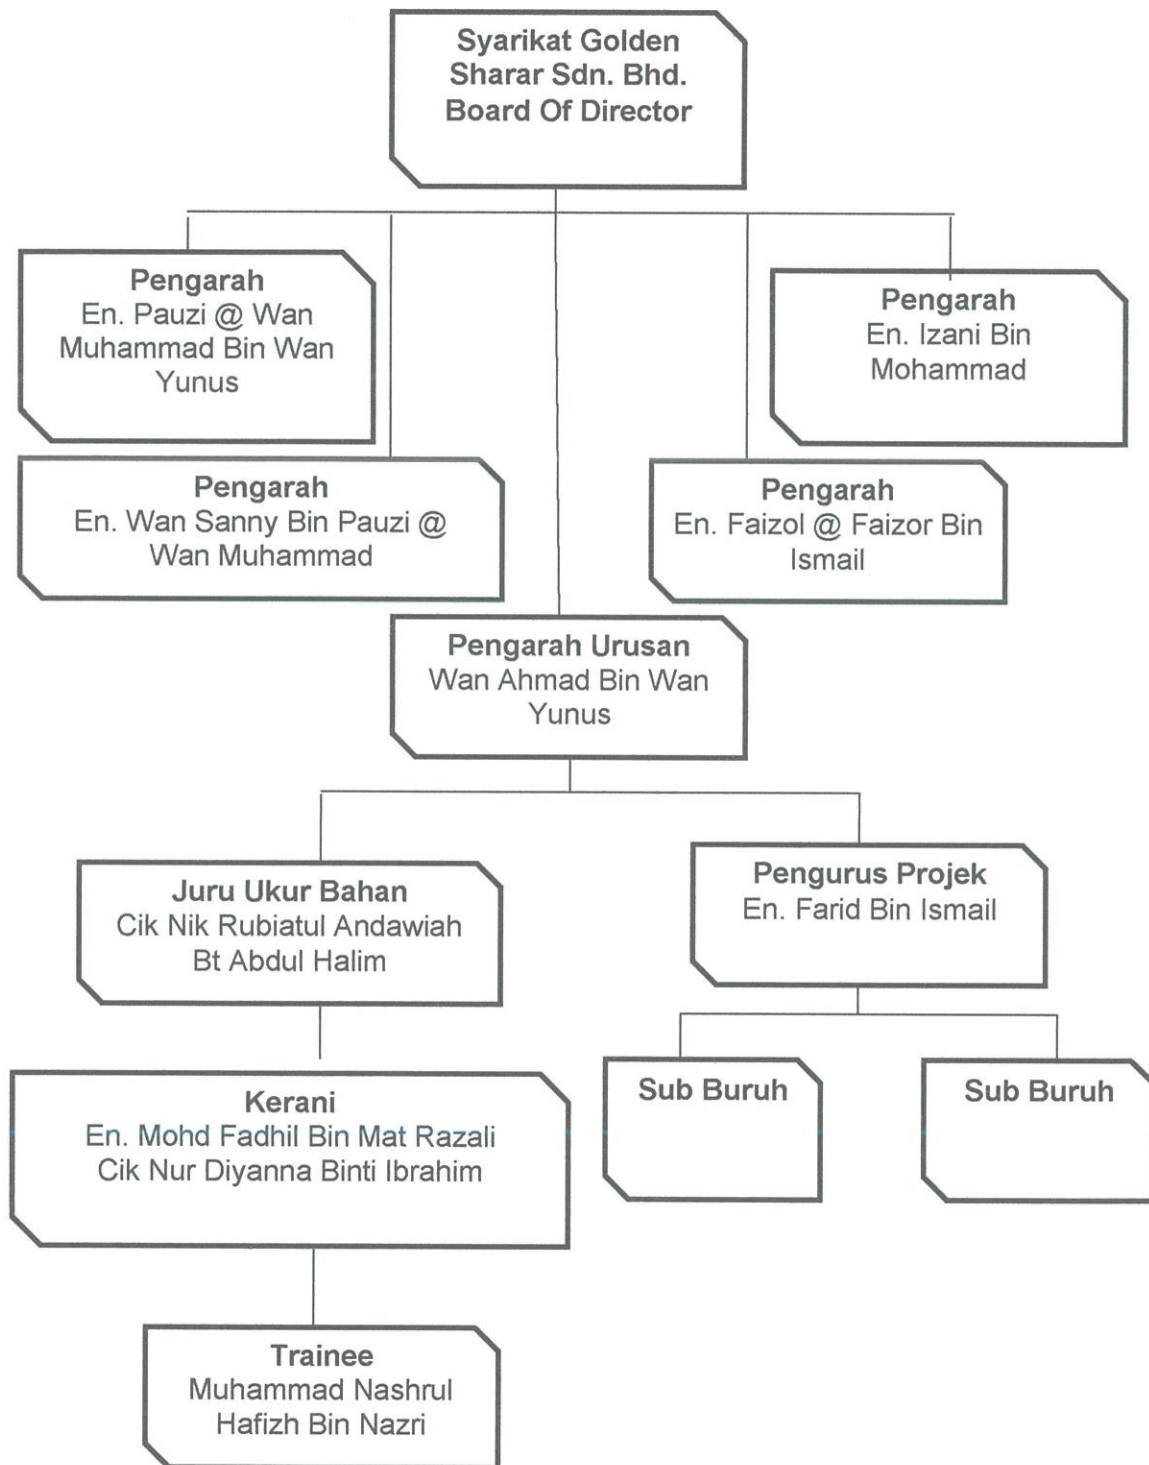 Syarikat Golden
Sharar Sdn. Bhd.
Board Of Director
Pengarah
En. Pauzi @ Wan
Muhammad Bin Wan
Yunus
Pengarah
En. Izani Bin
Mohammad
Pengarah
En. Wan Sanny Bin Pauzi @
Wan Muhammad
Pengarah
En. Faizol @ Faizor Bin
Ismail
Pengarah Urusan
Wan Ahmad Bin Wan
Yunus
Juru Ukur Bahan
Cik Nik Rubiatul Andawiah
Bt Abdul Halim
Pengurus Projek
En. Farid Bin Ismail
Kerani
En. Mohd Fadhil Bin Mat Razali
Cik Nur Diyanna Binti Ibrahim
Sub Buruh
Sub Buruh
Trainee
Muhammad Nashrul
Hafizh Bin Nazri